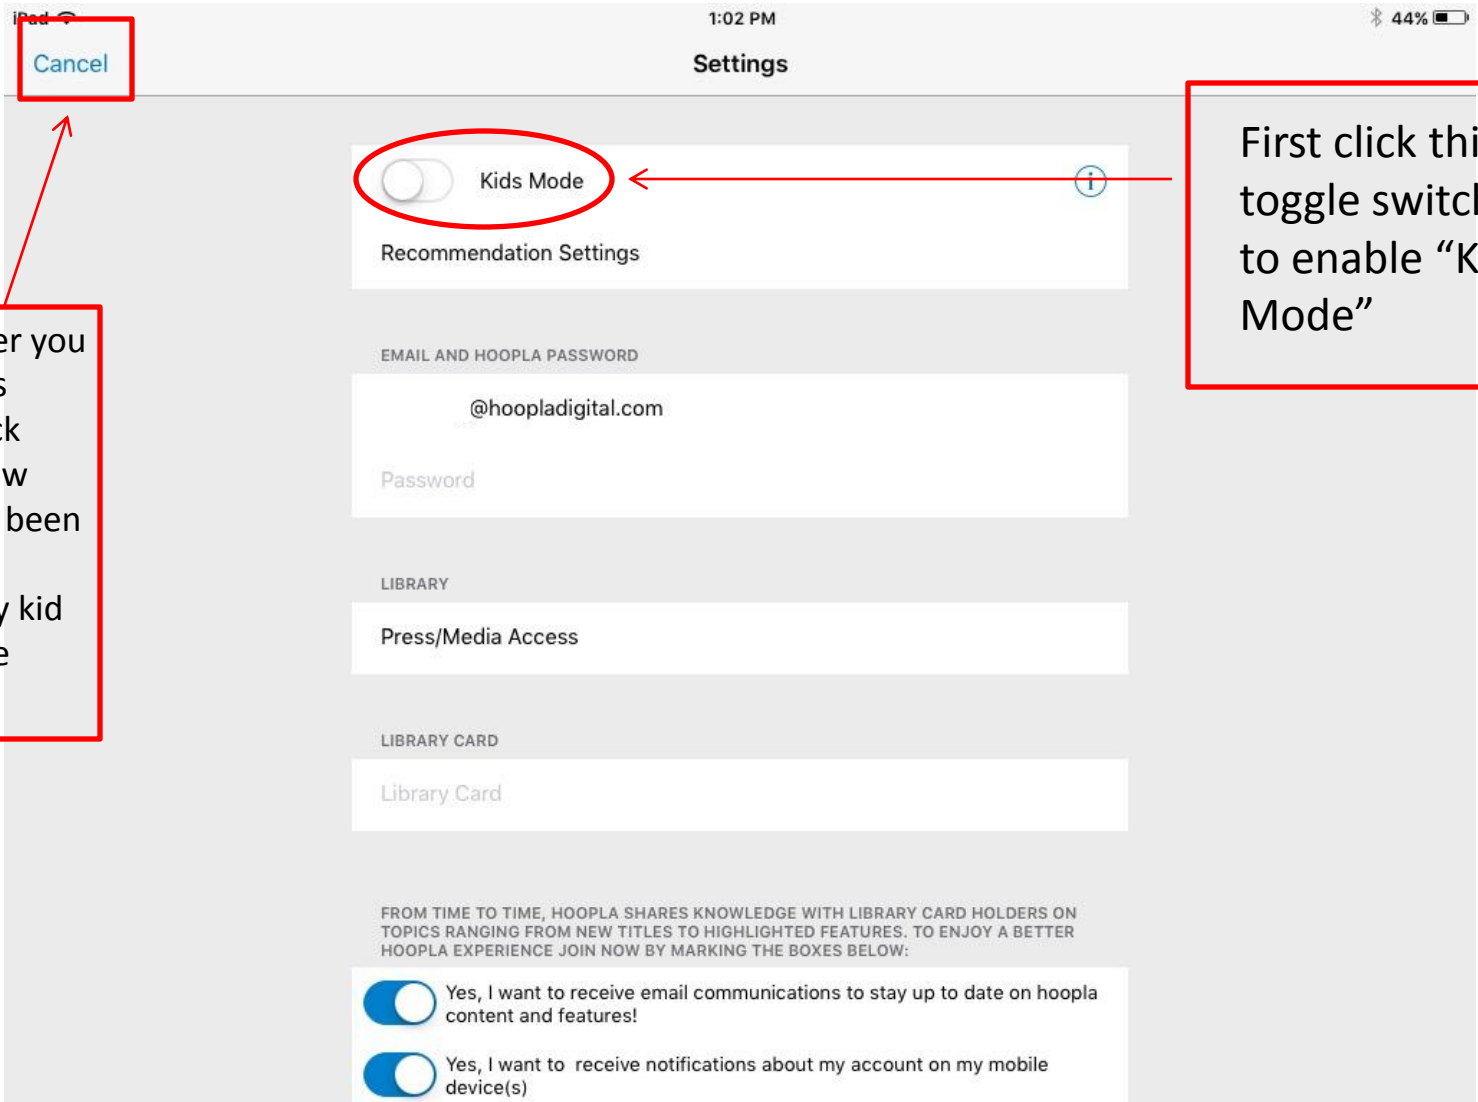 iPad
1:02 PM
44%
Cancel
Settings
Kids Mode
Recommendation Settings
First click
toggle
to enable
Mode”
you
been
kid
EMAIL AND HOOPLA PASSWORD
@hoopladigital.com
Password
LIBRARY
Press/Media Access
LIBRARY CARD
Library Card
FROM TIME TO TIME, HOOPLA SHARES KNOWLEDGE WITH LIBRARY CARD HOLDERS ON
TOPICS RANGING FROM NEW TITLES TO HIGHLIGHTED FEATURES. TO ENJOY A BETTER
HOOPLA EXPERIENCE JOIN NOW BY MARKING THE BOXES BELOW:
Yes, I want to receive email communications to stay up to date on hoopla
content and features!
Yes, I want to receive notifications about my account on my mobile
device(s)